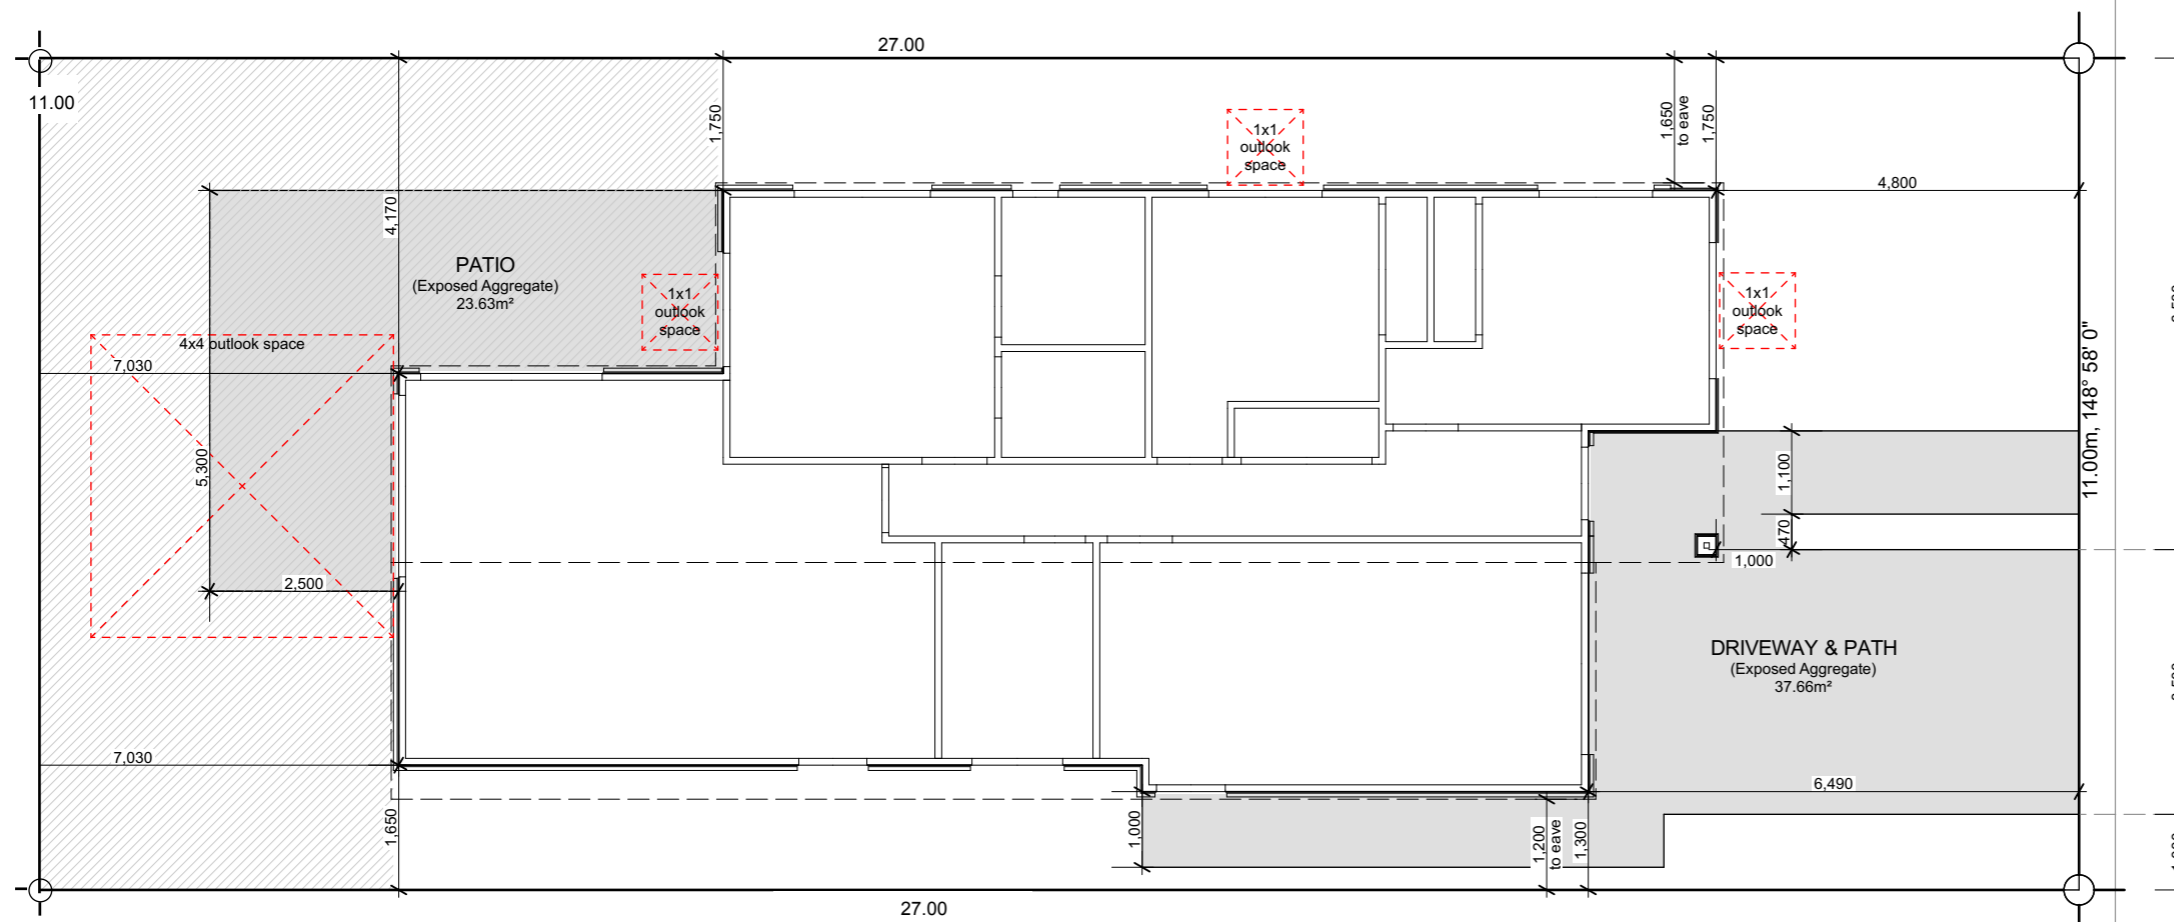 27.00
11.00
1,750
1,650
to eave
1,750
1x1
outlook
space
4,800
4,170
PATIO
(Exposed Aggregate)
23.63m²
1x1
outlook
space
1x1
outlook
space
4x4 outlook space
7,030
11.00m, 148° 58' 0"
5,300
1,100
470
1,000
2,500
DRIVEWAY & PATH
(Exposed Aggregate)
37.66m²
7,030
6,490
1,650
1,000
1,200
to eave
1,300
27.00